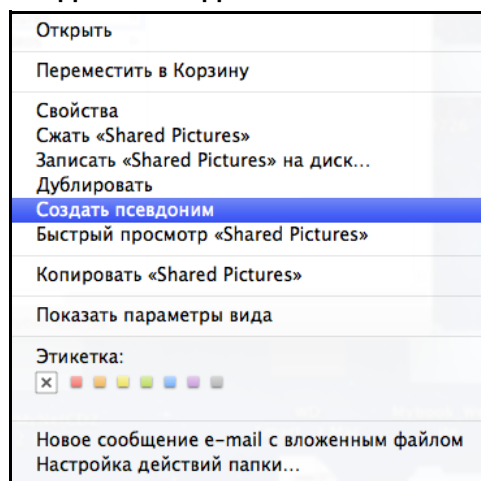 Открыть
Переместить в Корзину
Свойства
Сжать «Shared Pictures»
Записать «Shared Pictures» на диск...
Дублировать
Создать псевдоним
Быстрый просмотр «Shared Pictures»
Копировать «Shared Pictures»
Показать параметры вида
Этикетка:
Новое сообщение e-mail с вложенным файлом
Настройка действий папки...